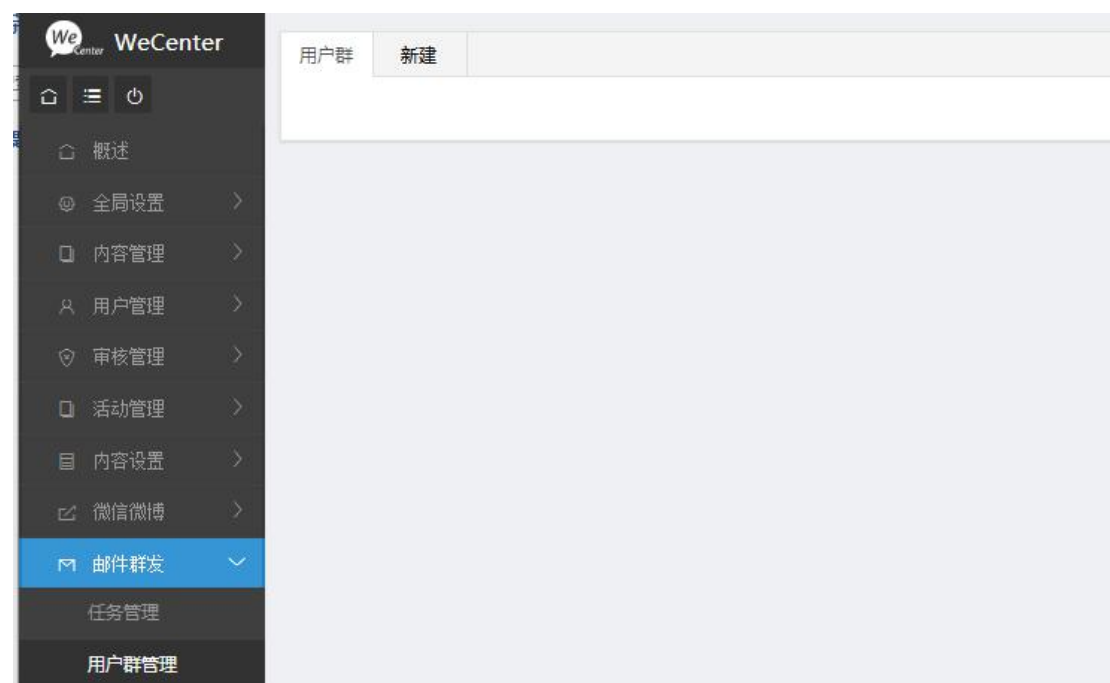 We Center WeCenter
用户群 新建
概述
全局设置
内容管理
用户管理
审核管理
活动管理
内容设置
微信微博
邮件群发
任务管理
用户群管理